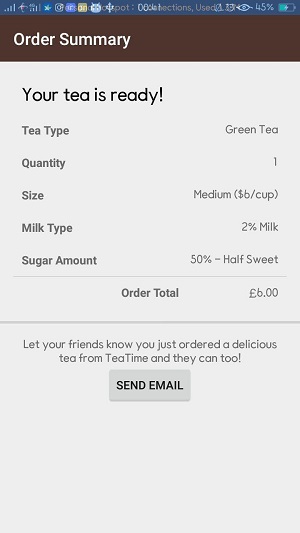 00:41
45%
Order Summary
Your tea is ready!
Tea Type Green Tea
Quantity 1
Size Medium ($6/cup)
Milk Type 2% Milk
Sugar Amount 50% - Half Sweet
Order Total £6.00
Let your friends know you just ordered a delicious
tea from TeaTime and they can too!
SEND EMAIL